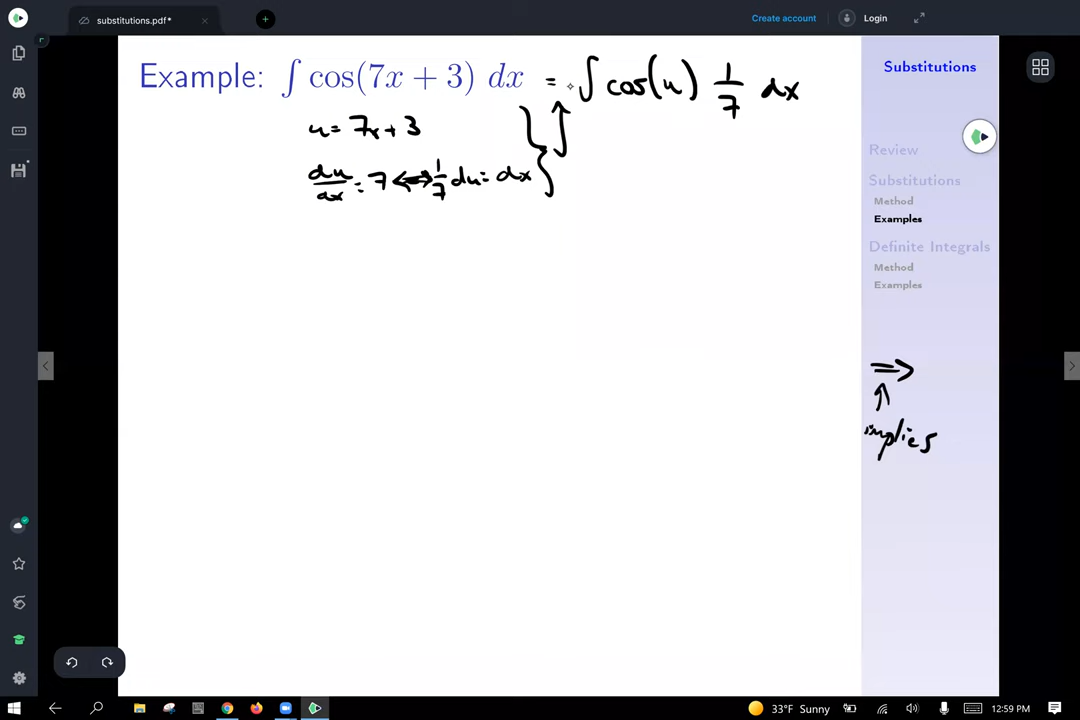 substitutions.pdf*
Create account
Login
Example: ∫ cos(7x + 3) dx = ∫ cos(u) 1/7 dx
u = 7x + 3
du/dx = 7 ⟷ 1/7 du = dx
Substitutions
Review
Substitutions
Method
Examples
Definite Integrals
Method
Examples
⇒
↑
implies
33°F Sunny
12:59 PM